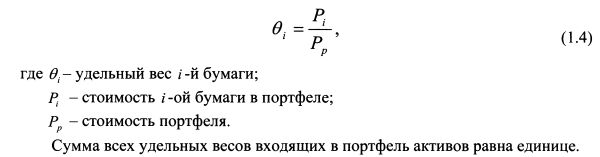 θ_i = P_i / P_p, (1.4)
где θ_i – удельный вес i-й бумаги;
P_i – стоимость i-ой бумаги в портфеле;
P_p – стоимость портфеля.
Сумма всех удельных весов входящих в портфель активов равна единице.